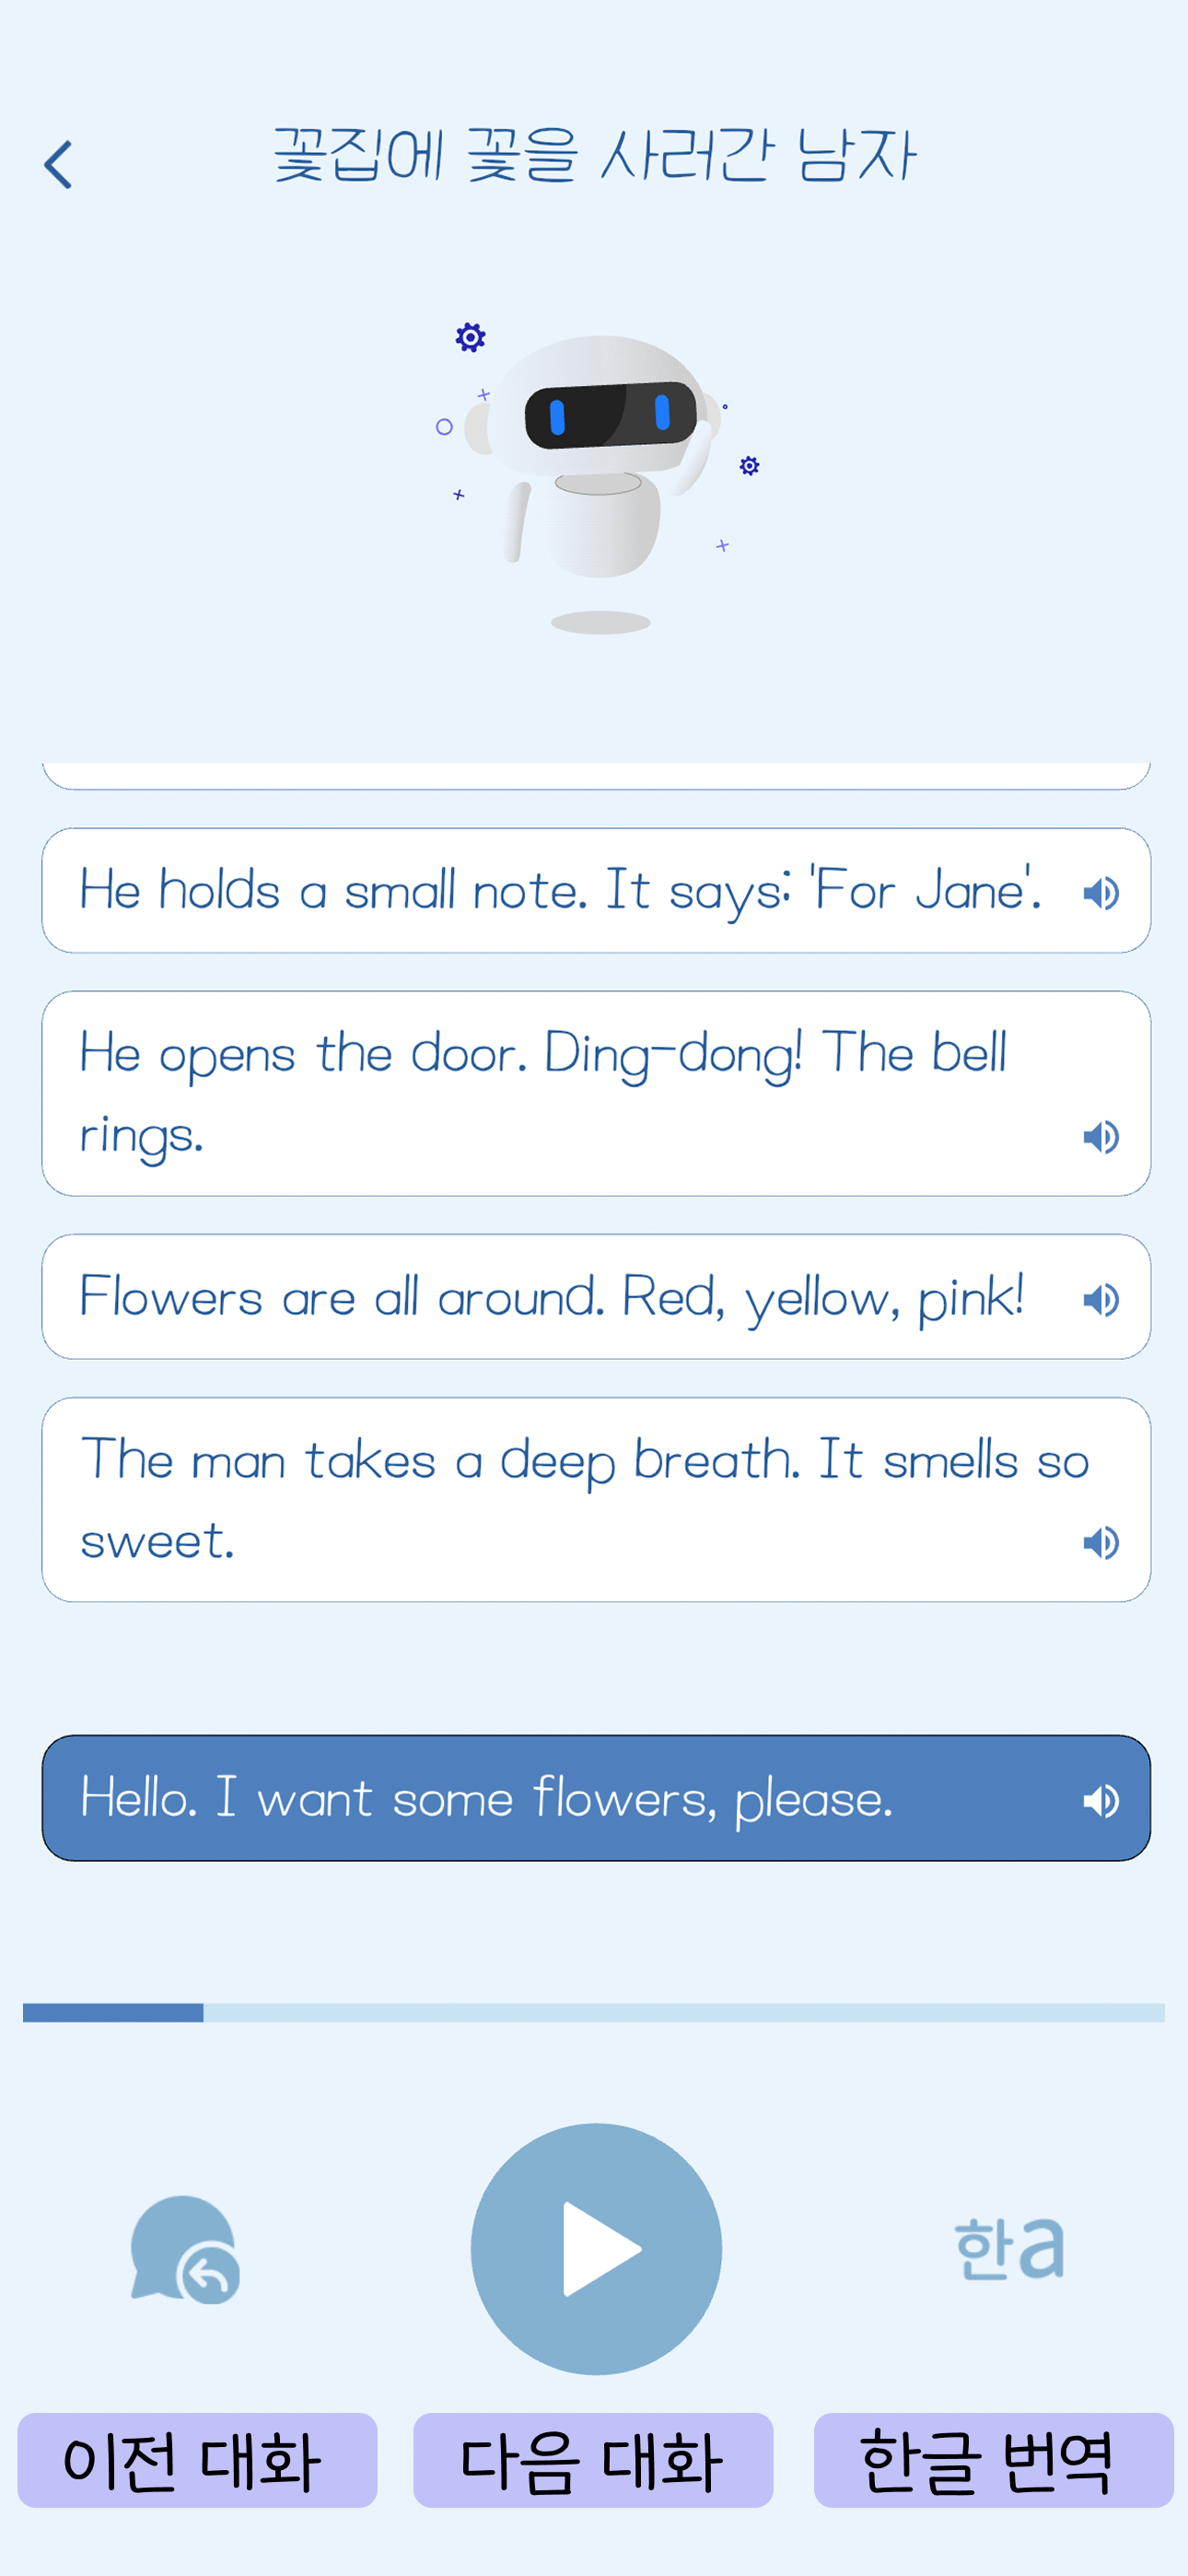 꽃집에 꽃을 사러간 남자
He holds a small note. It says: 'For Jane'.
He opens the door. Ding-dong! The bell
rings.
Flowers are all around. Red, yellow, pink!
The man takes a deep breath. It smells so
sweet.
Hello. I want some flowers, please.
한a
이전 대화
다음 대화
한글 번역